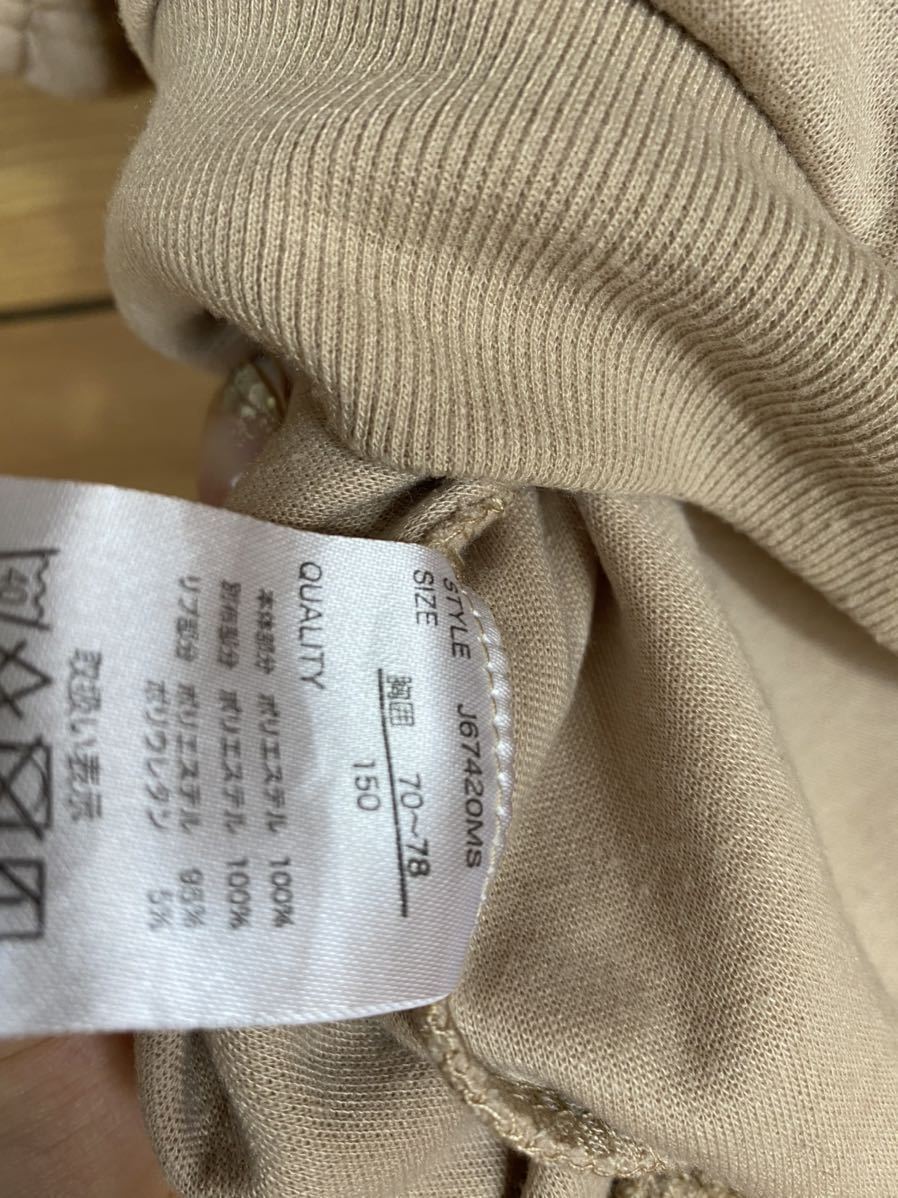 STYLE J67420MS
SIZE
胸囲 70~78
150
QUALITY
本体部分 ポリエステル 100%
別布部分 ポリエステル 100%
リブ部分 ポリエステル 95%
ポリウレタン 5%
取扱い表示
40